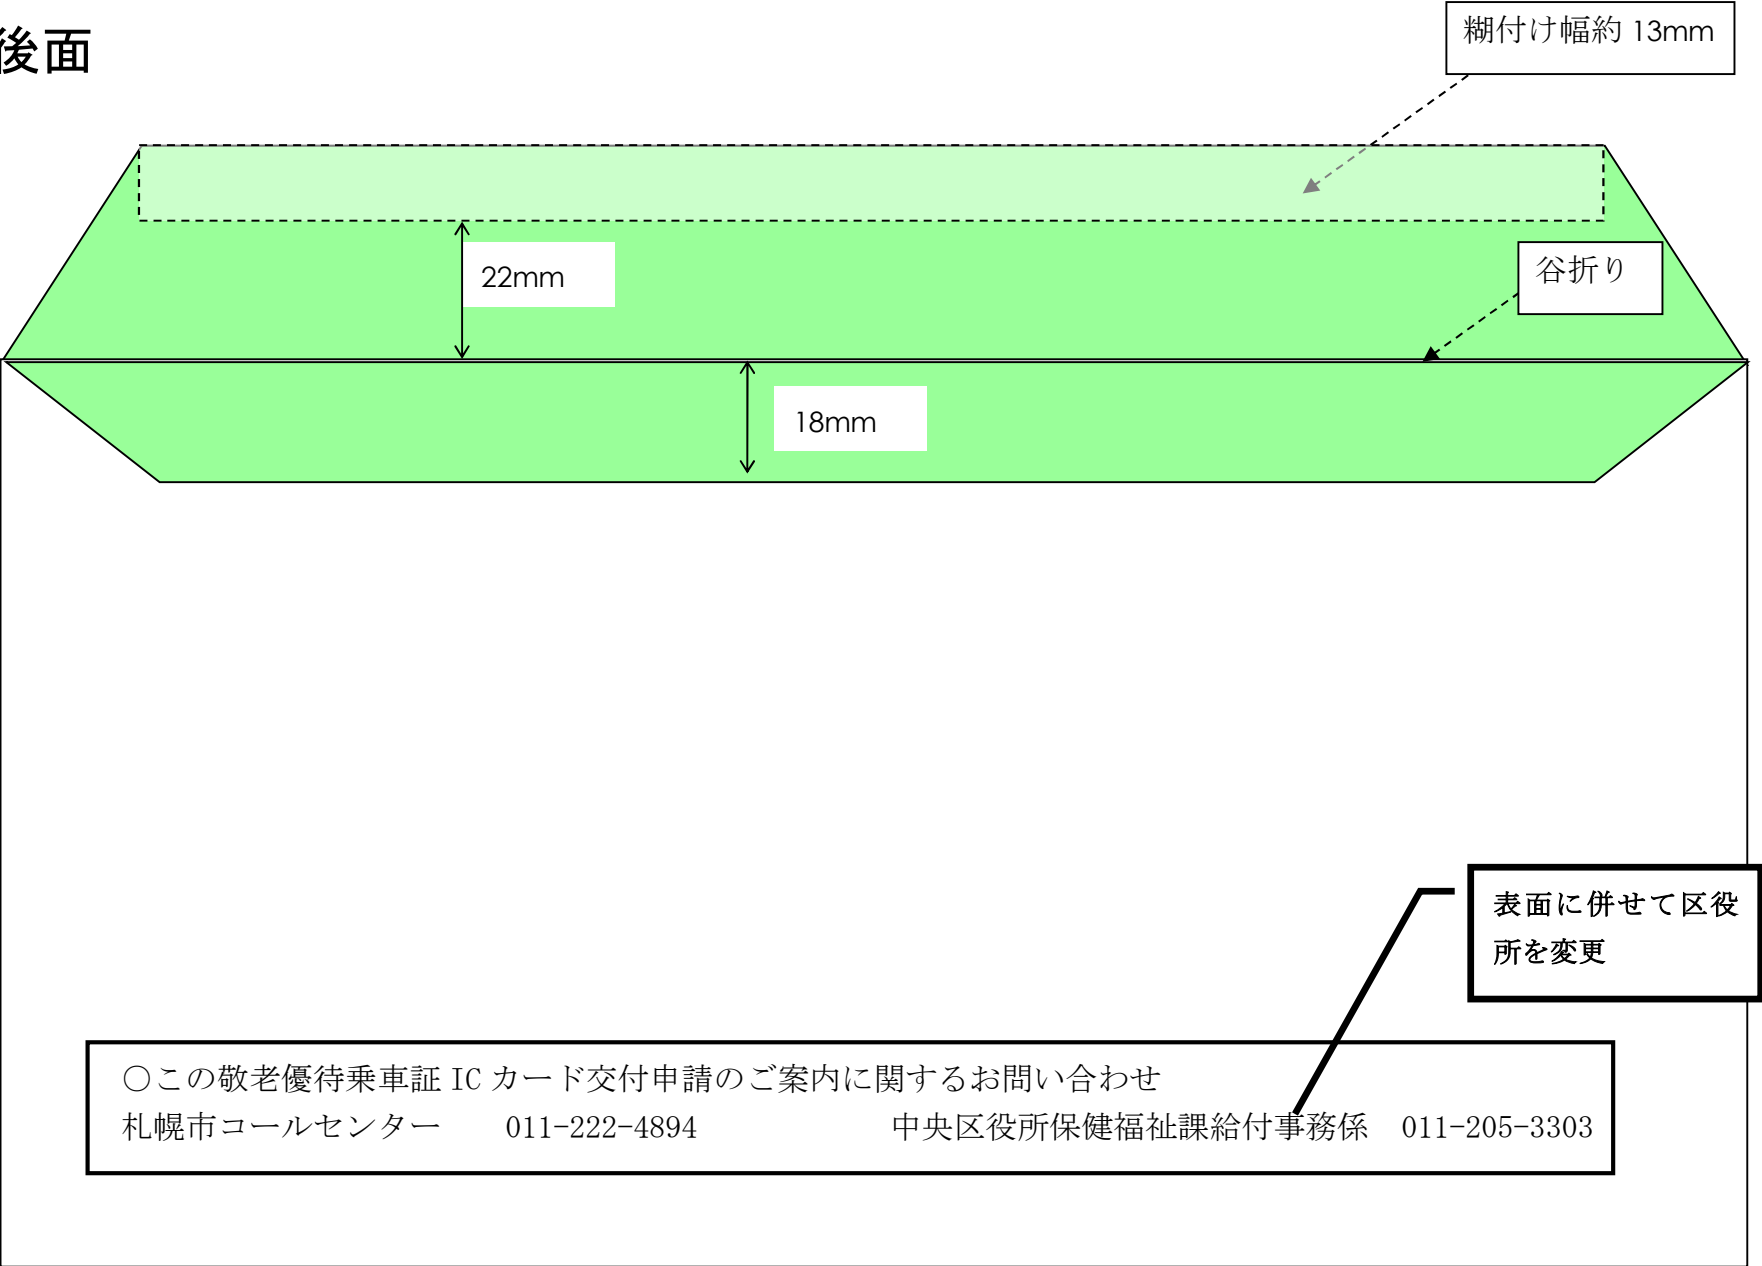 後面
糊付け幅約 13mm
22mm
谷折り
18mm
表面に併せて区役
所を変更
○この敬老優待乗車証 IC カード交付申請のご案内に関するお問い合わせ
札幌市コールセンター　　011-222-4894　　　　　　中央区役所保健福祉課給付事務係　011-205-3303